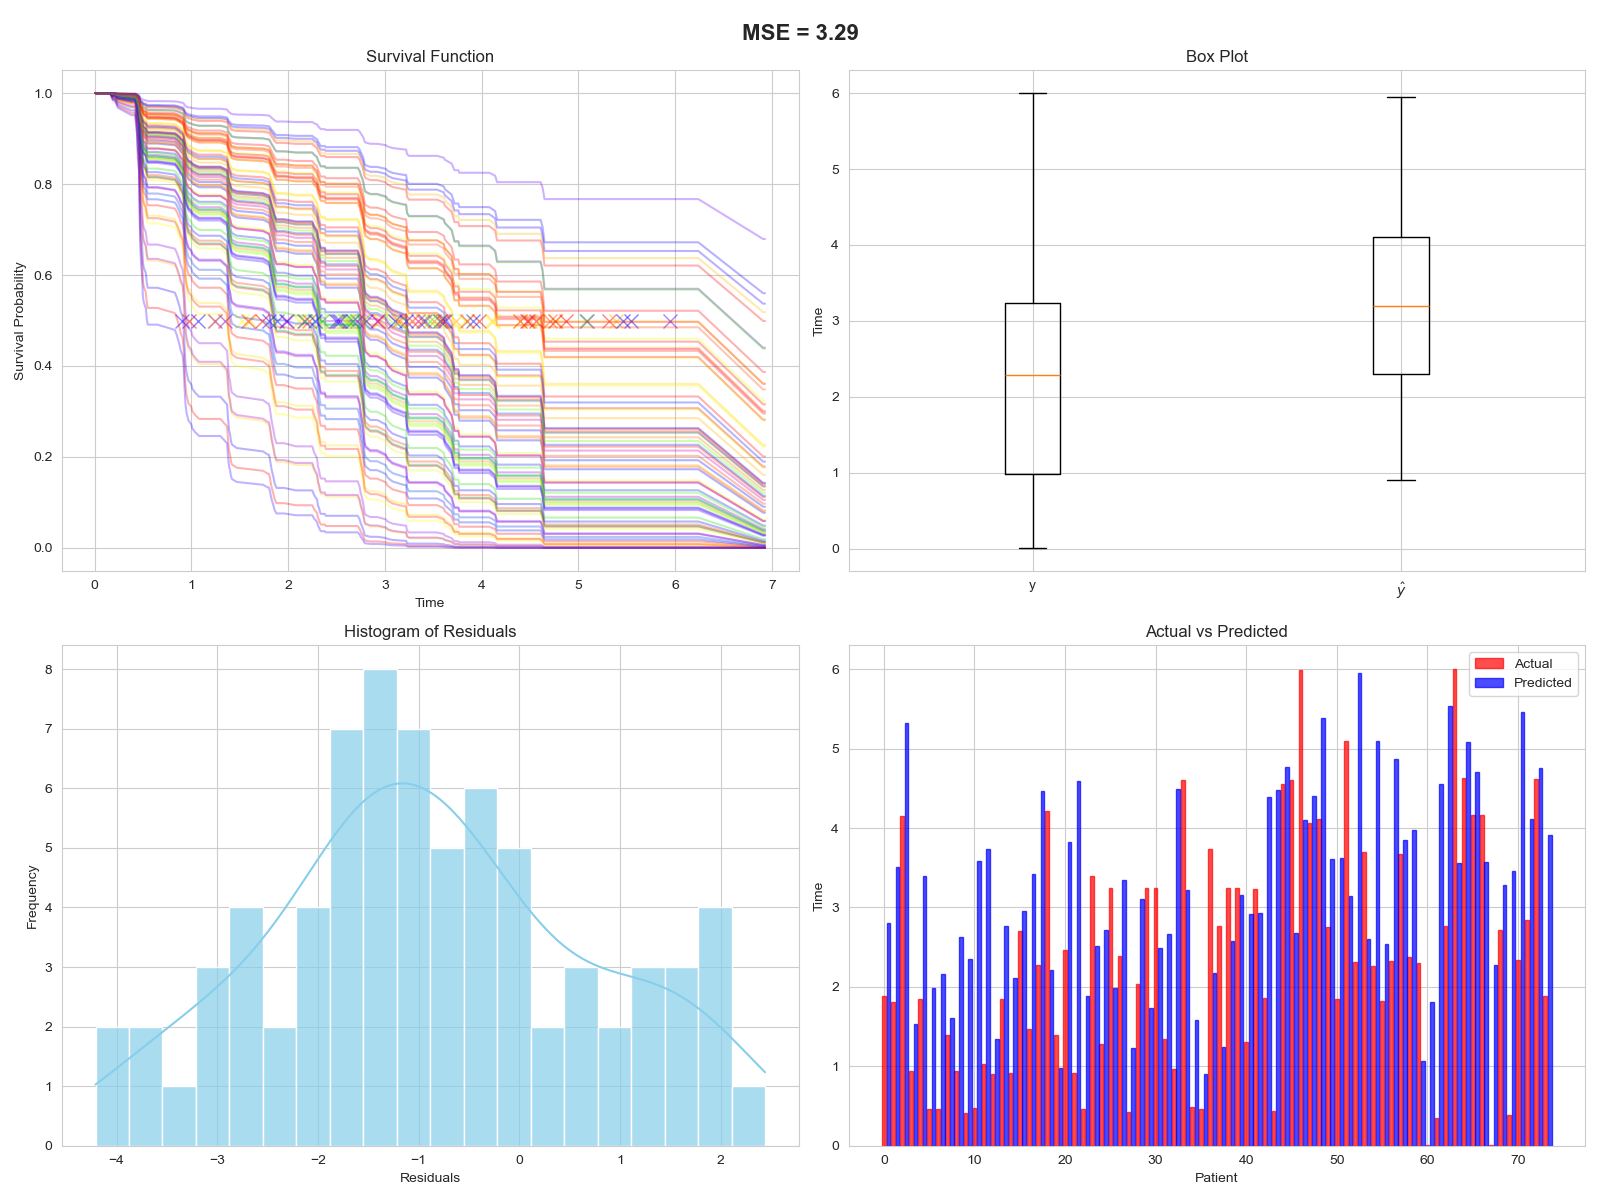 MSE = 3.29
Survival Function
Survival Probability
1.0
0.8
0.6
0.4
0.2
0.0
0 1 2 3 4 5 6 7
Time
Box Plot
Time
6
5
4
3
2
1
0
y ŷ
Histogram of Residuals
Frequency
8
7
6
5
4
3
2
1
0
−4 −3 −2 −1 0 1 2
Residuals
Actual vs Predicted
Actual
Predicted
Time
6
5
4
3
2
1
0
0 10 20 30 40 50 60 70
Patient